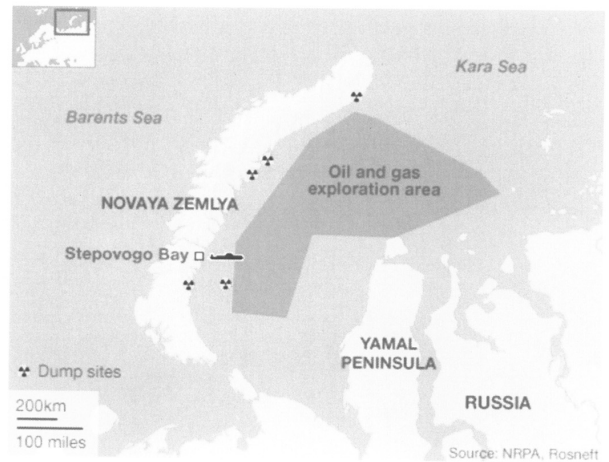 Kara Sea
Barents Sea
Oil and gas
exploration area
NOVAYA ZEMLYA
Stepovogo Bay
YAMAL
PENINSULA
Dump sites
RUSSIA
200km
100 miles
Source: NRPA, Rosneft